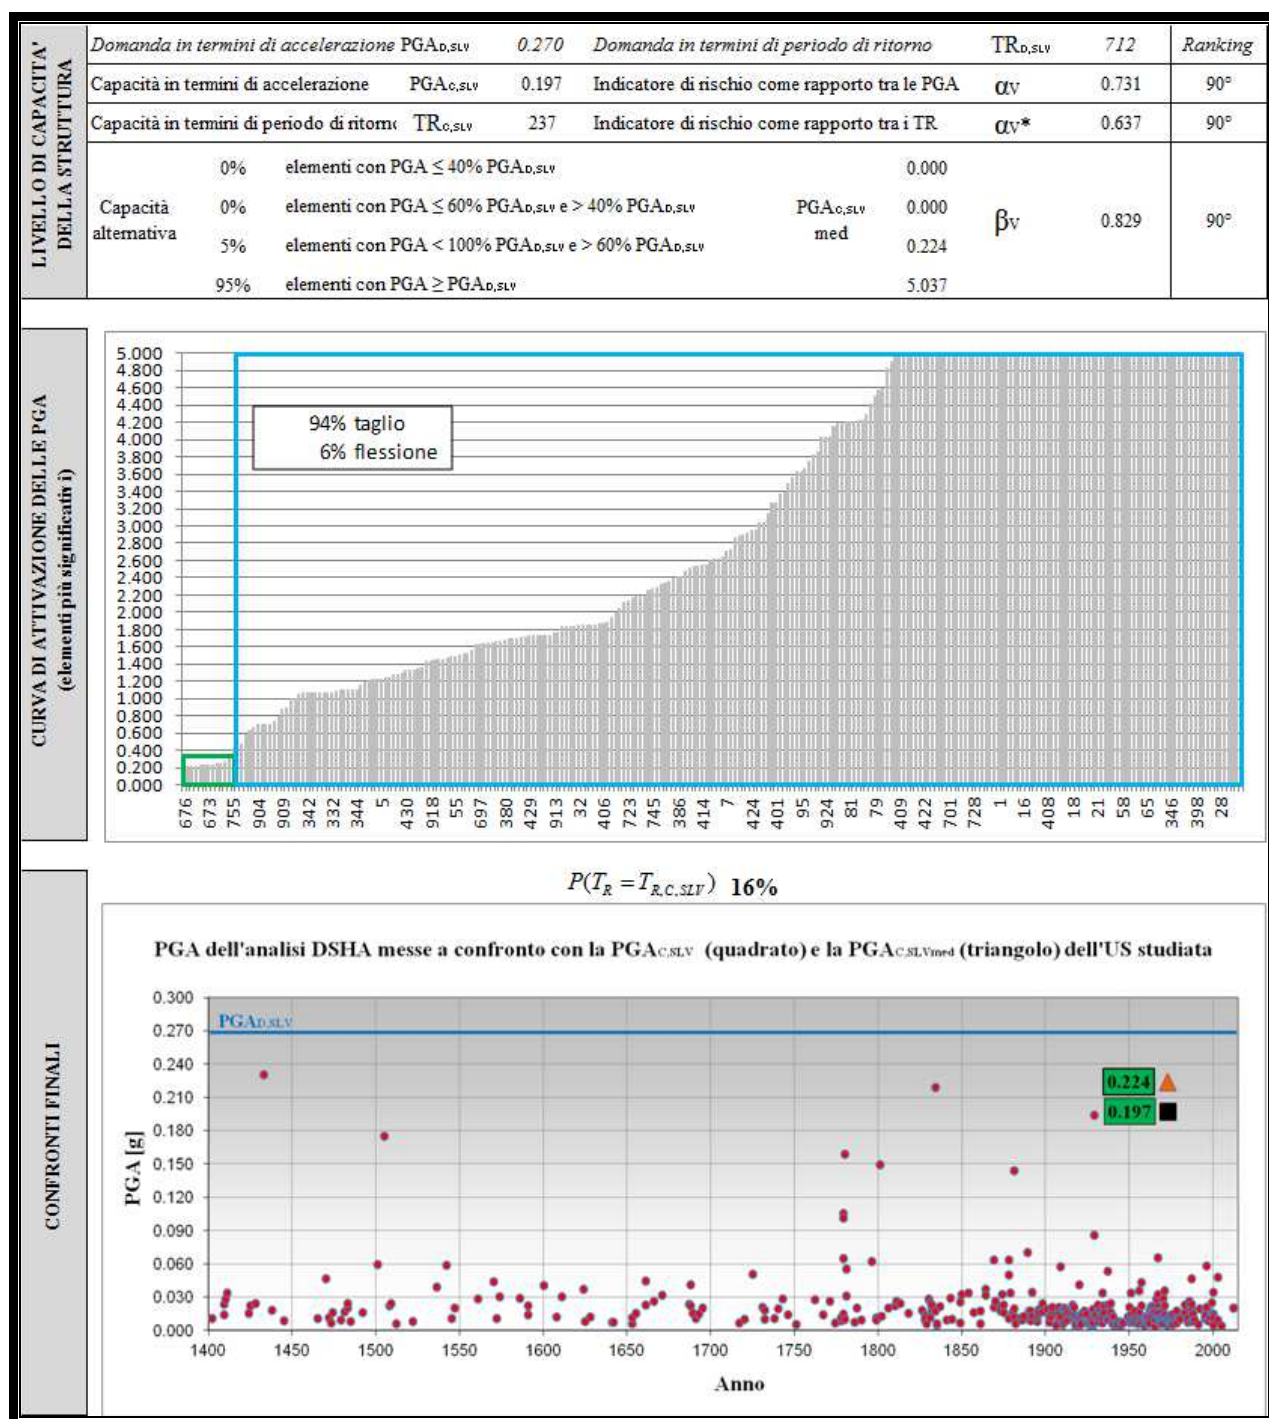 LIVELLO DI CAPACITA' DELLA STRUTTURA
Domanda in termini di accelerazione PGAD,SLV 0.270 Domanda in termini di periodo di ritorno TRD,SLV 712 Ranking
Capacità in termini di accelerazione PGAC,SLV 0.197 Indicatore di rischio come rapporto tra le PGA αV 0.731 90°
Capacità in termini di periodo di ritorno TRC,SLV 237 Indicatore di rischio come rapporto tra i TR αV* 0.637 90°
Capacità alternativa
0% elementi con PGA ≤ 40% PGAD,SLV 0.000
0% elementi con PGA ≤ 60% PGAD,SLV e > 40% PGAD,SLV 0.000
5% elementi con PGA < 100% PGAD,SLV e > 60% PGAD,SLV 0.224
95% elementi con PGA ≥ PGAD,SLV 5.037
PGAC,SLV med
βV 0.829 90°
CURVA DI ATTIVAZIONE DELLE PGA
(elementi più significativi)
5.000
4.800
4.600
4.400
4.200
4.000
3.800
3.600
3.400
3.200
3.000
2.800
2.600
2.400
2.200
2.000
1.800
1.600
1.400
1.200
1.000
0.800
0.600
0.400
0.200
0.000
94% taglio
6% flessione
676 673 755 904 909 342 332 344 5 430 918 55 697 380 429 913 32 406 723 745 386 414 7 424 401 95 924 81 79 409 422 701 728 1 16 408 18 21 58 65 346 398 28
CONFRONTI FINALI
P(TR = TR,C,SLV) 16%
PGA dell'analisi DSHA messe a confronto con la PGAC,SLV (quadrato) e la PGAC,SLVmed (triangolo) dell'US studiata
PGA [g]
0.300
0.270
0.240
0.210
0.180
0.150
0.120
0.090
0.060
0.030
0.000
PGAD,SLV
0.224
0.197
1400 1450 1500 1550 1600 1650 1700 1750 1800 1850 1900 1950 2000
Anno